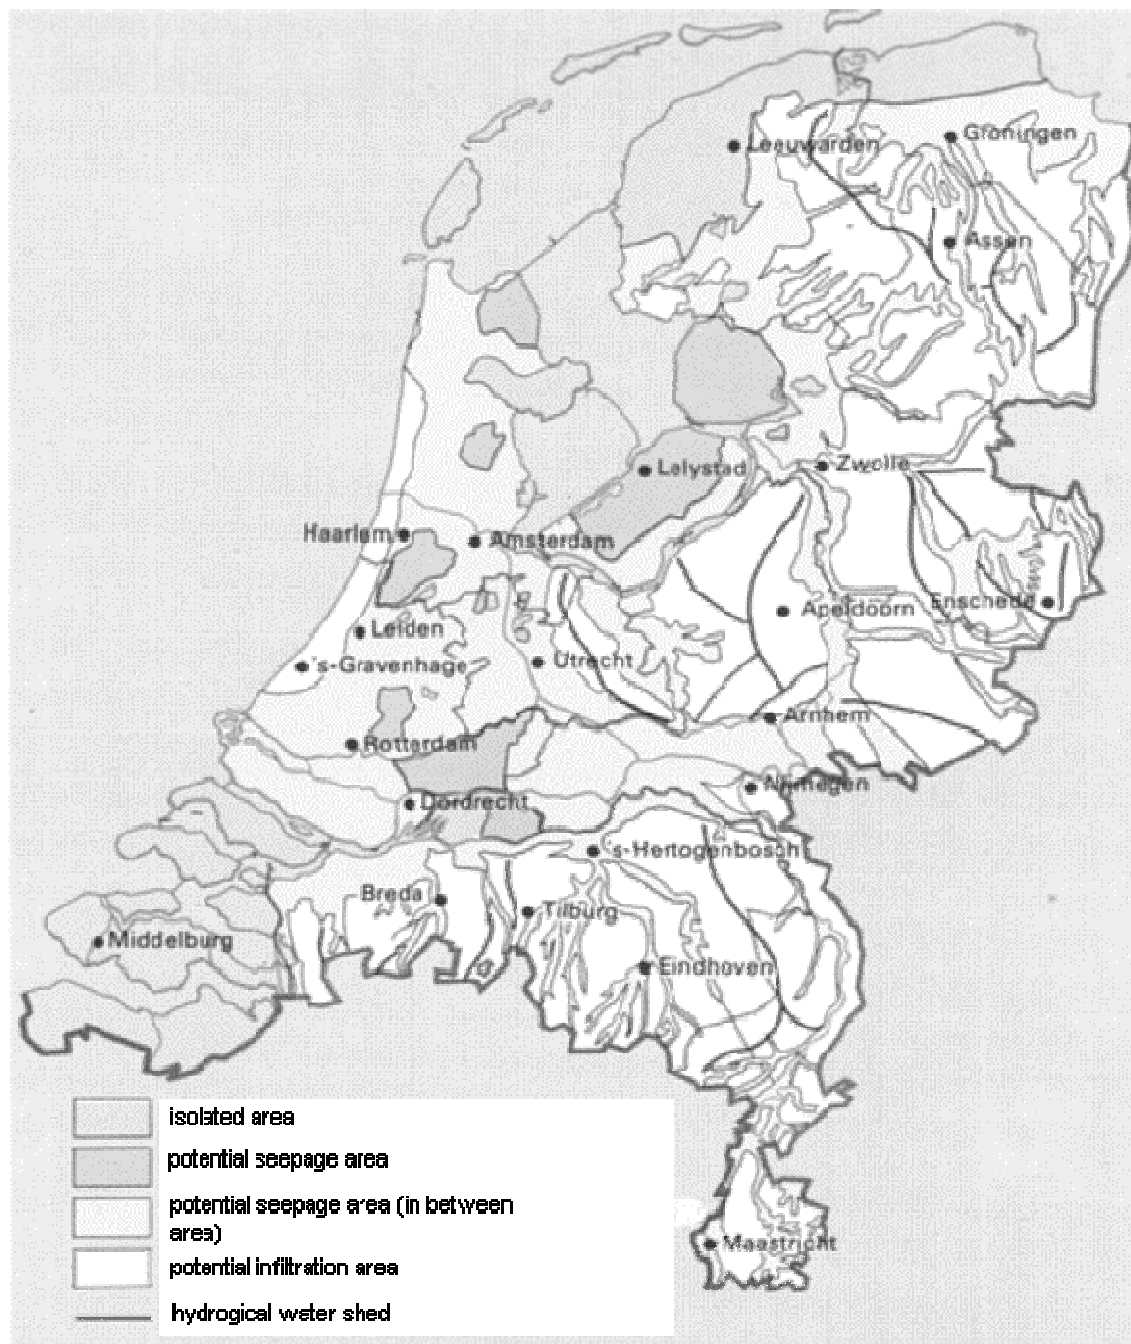 Leeuwarden
Groningen
Assen
Lelystad
Zwolle
Haarlem
Amsterdam
Apeldoorn
Enschede
Leiden
's-Gravenhage
Utrecht
Arnhem
Rotterdam
Nijmegen
Dordrecht
's-Hertogenbosch
Breda
Tilburg
Middelburg
Eindhoven
isolated area
potential seepage area
potential seepage area (in between
area)
potential infiltration area
hydrogical water shed
Maastricht